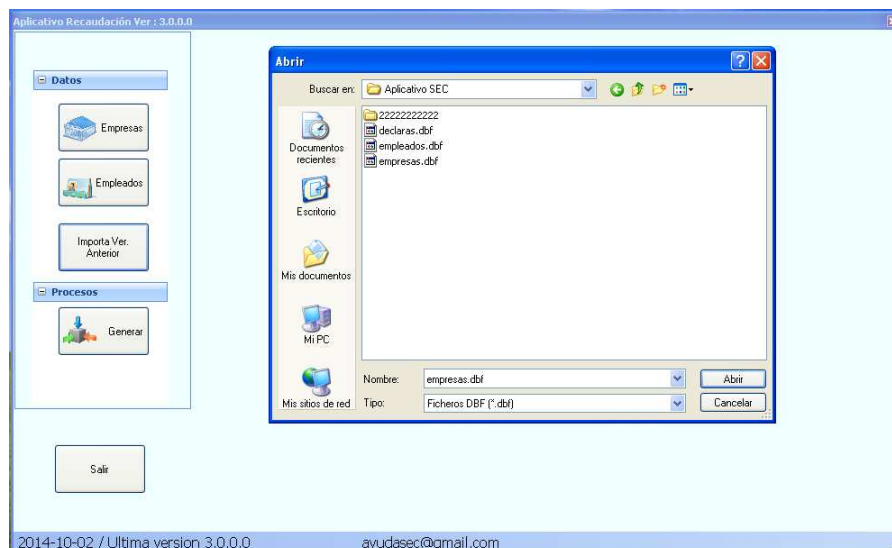 Aplicativo Recaudación Ver : 3.0.0.0
Datos
Empresas
Empleados
Importa Ver.
Anterior
Procesos
Generar
Salir
Abrir
Buscar en:
Aplicativo SEC
Documentos
recientes
Escritorio
Mis documentos
Mi PC
Mis sitios de red
22222222222
declaras.dbf
empleados.dbf
empresas.dbf
Nombre:
empresas.dbf
Abrir
Tipo:
Ficheros DBF (*.dbf)
Cancelar
2014-10-02 / Ultima version 3.0.0.0
ayudasec@gmail.com